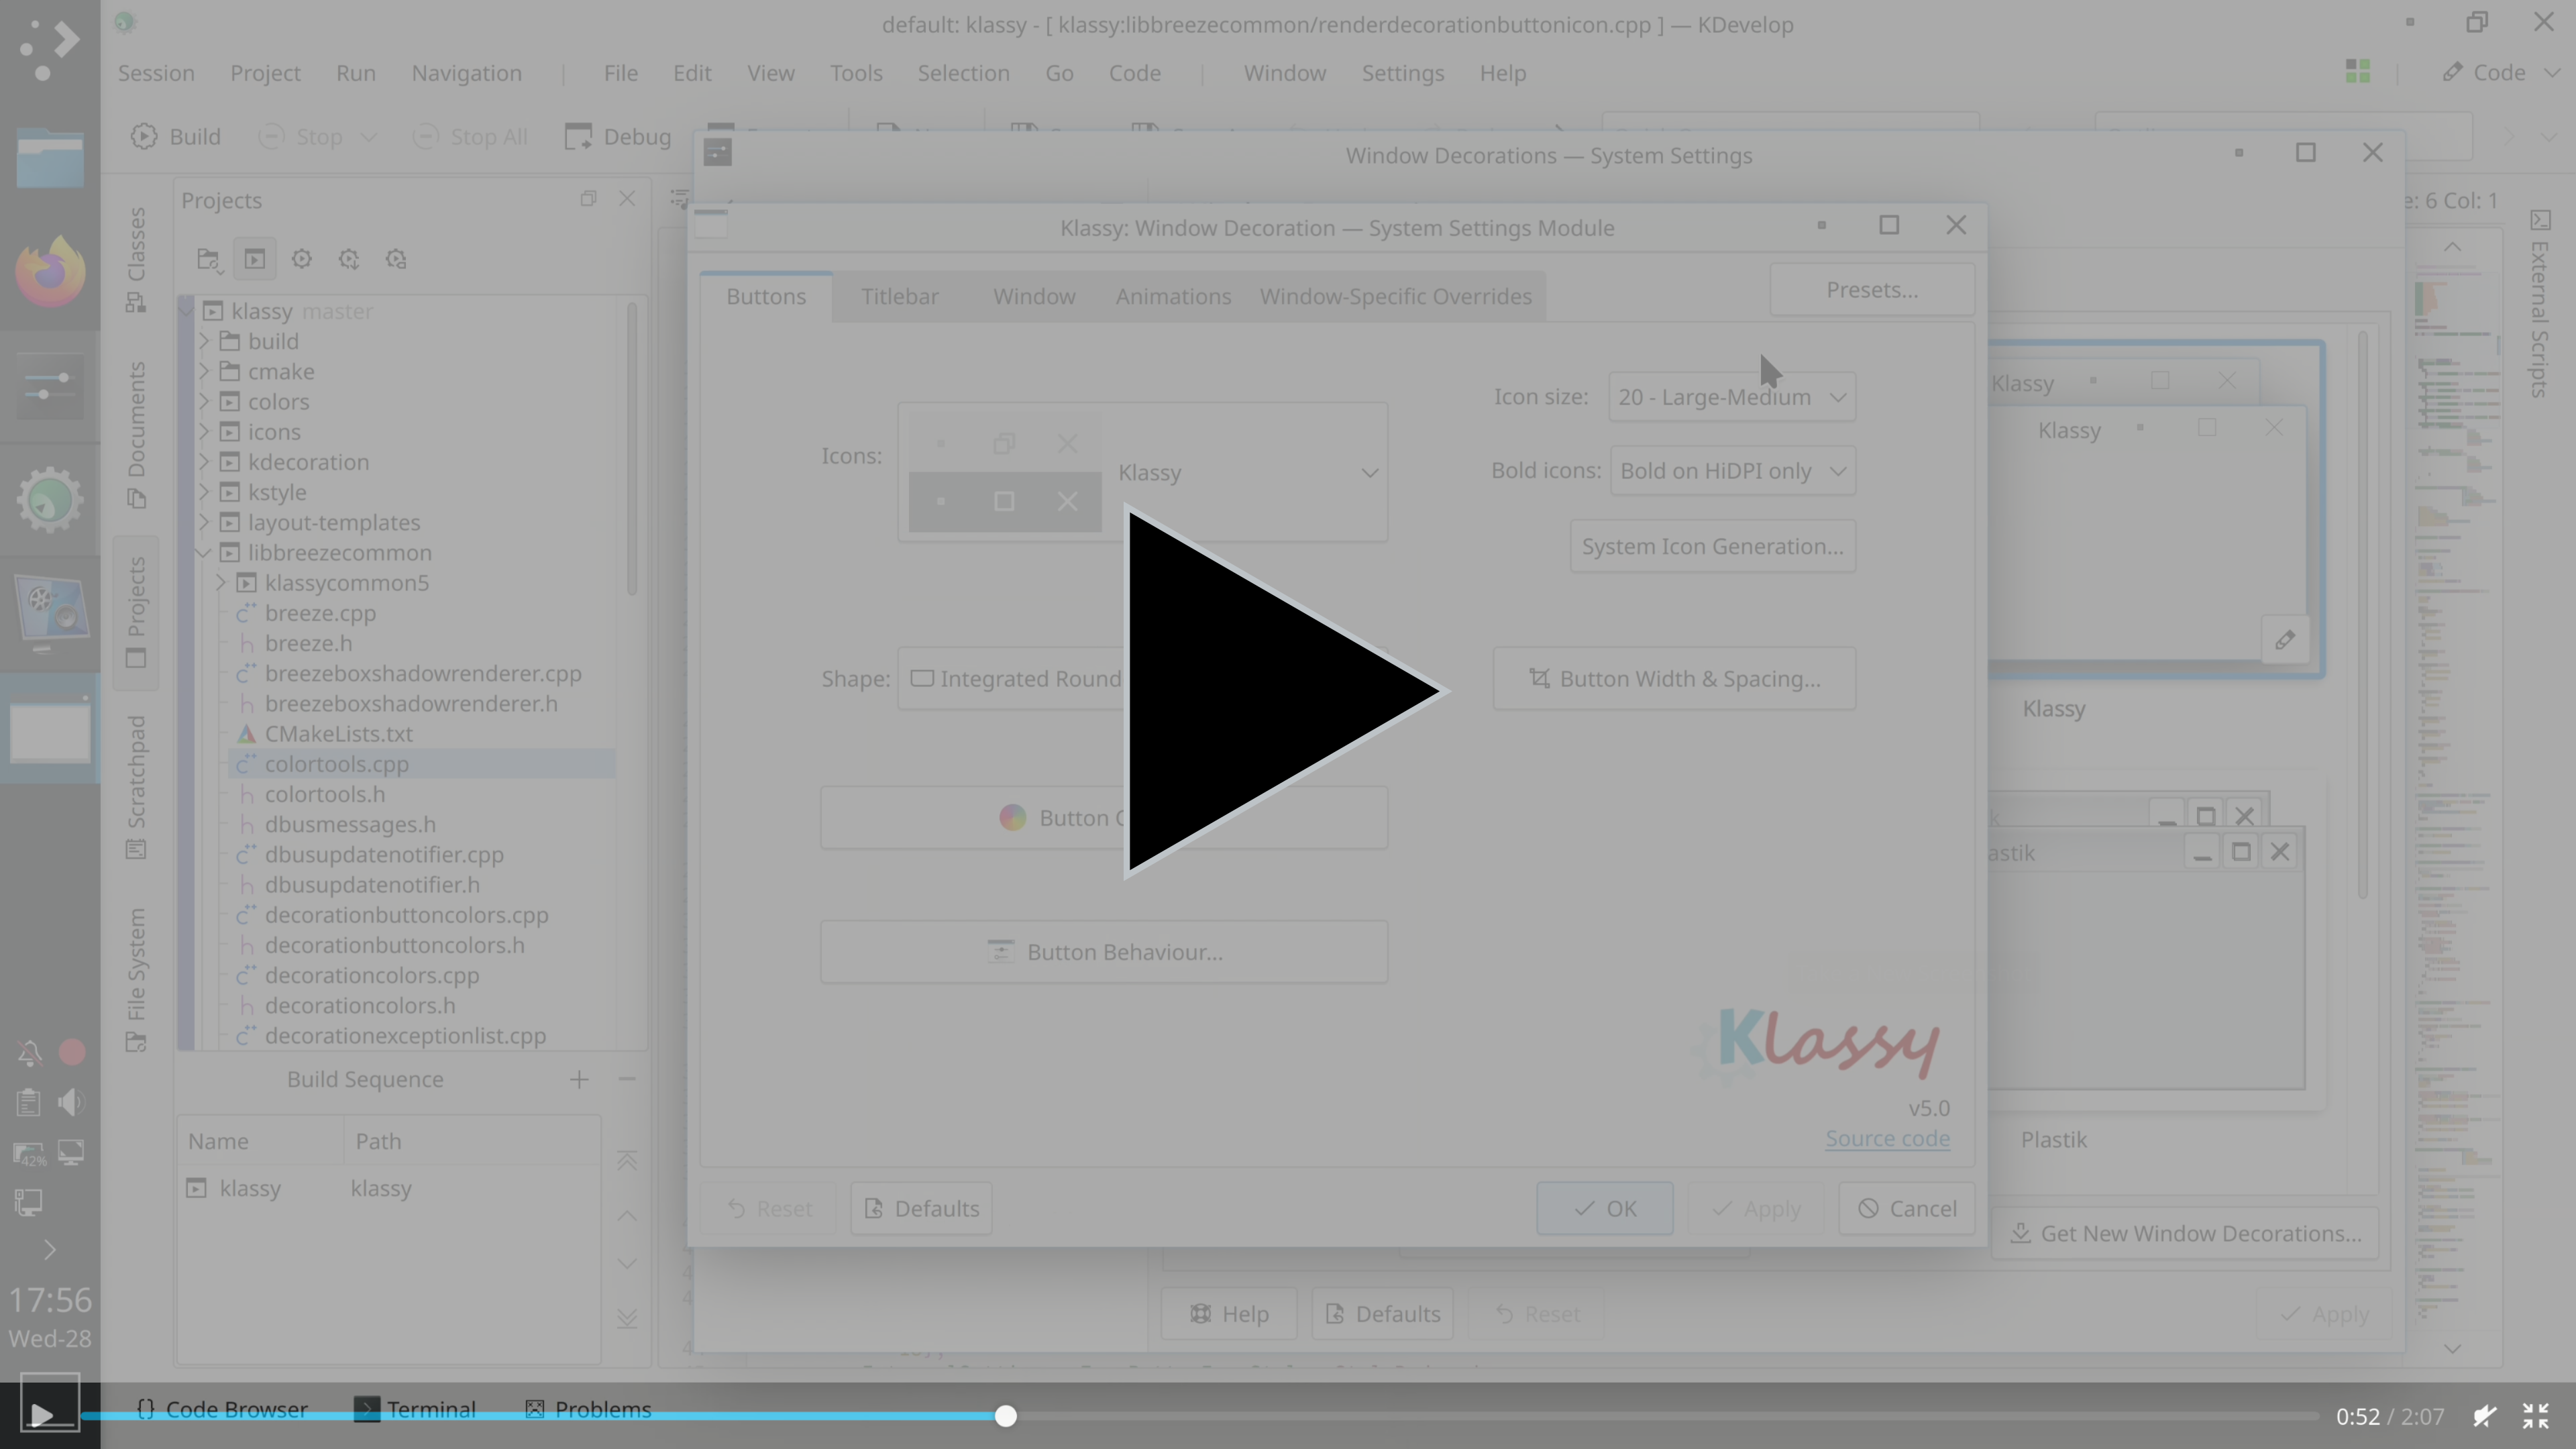 default: klassy - [ klassy:libbreezecommon/renderdecorationbuttonicon.cpp ] — KDevelop
Session Project Run Navigation | File Edit View Tools Selection Go Code | Window Settings Help
Code
Build Stop Stop All Debug
Window Decorations — System Settings
Projects
e: 6 Col: 1
Klassy: Window Decoration — System Settings Module
Buttons Titlebar Window Animations Window-Specific Overrides
Presets...
Classes
Documents
Projects
Scratchpad
File System
External Scripts
klassy master
build
cmake
colors
icons
kdecoration
kstyle
layout-templates
libbreezecommon
klassycommon5
breeze.cpp
breeze.h
breezeboxshadowrenderer.cpp
breezeboxshadowrenderer.h
CMakeLists.txt
colortools.cpp
colortools.h
dbusmessages.h
dbusupdatenotifier.cpp
dbusupdatenotifier.h
decorationbuttoncolors.cpp
decorationbuttoncolors.h
decorationcolors.cpp
decorationcolors.h
decorationexceptionlist.cpp
Build Sequence
Name Path
klassy klassy
Icons:
Klassy
Icon size: 20 - Large-Medium
Bold icons: Bold on HiDPI only
System Icon Generation...
Shape: Integrated Round
Button Width & Spacing...
Button
Button Behaviour...
Klassy
v5.0
Source code
Reset Defaults OK Apply Cancel
Klassy
Klassy
Klassy
astik
Plastik
Get New Window Decorations...
Help Defaults Reset Apply
42%
17:56
Wed-28
{} Code Browser Terminal Problems
0:52 / 2:07